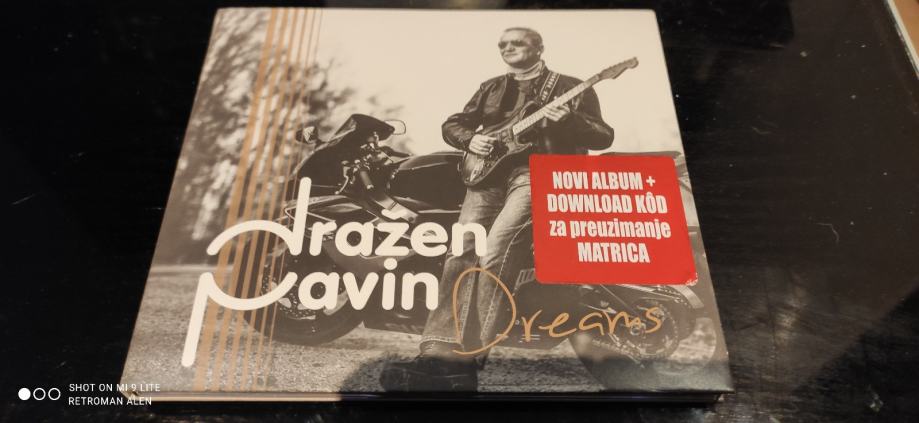 dražen
pavin
Dreams
NOVI ALBUM +
DOWNLOAD KÔD
za preuzimanje
MATRICA
SHOT ON MI 9 LITE
RETROMAN ALEN